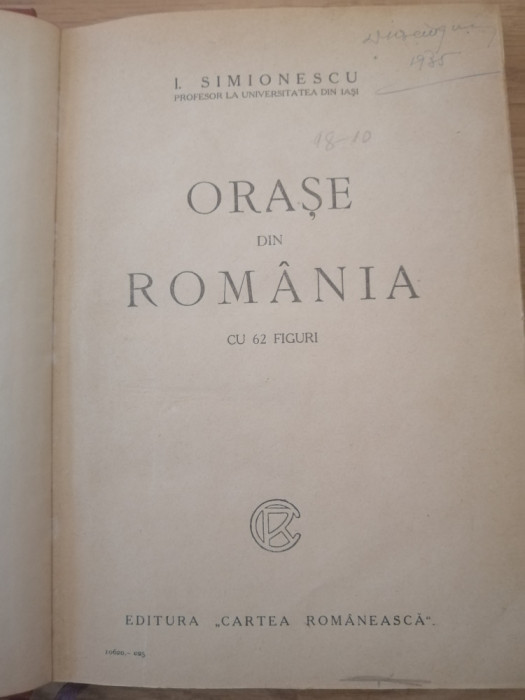 1935
I. SIMIONESCU
PROFESOR LA UNIVERSITATEA DIN IAȘI
18-10
ORAȘE
DIN
ROMÂNIA
CU 62 FIGURI
EDITURA „CARTEA ROMÂNEASCĂ“.